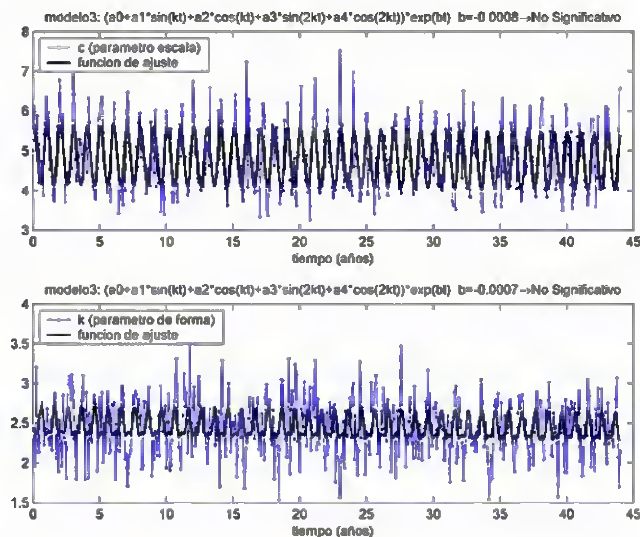 modelo3: (a0+a1*sin(kt)+a2*cos(kt)+a3*sin(2kt)+a4*cos(2kt))*exp(bt) b=-0.0008→No Significativo
8
7
6
5
4
3
c (parametro escala)
funcion de ajuste
0 5 10 15 20 25 30 35 40 45
tiempo (años)
modelo3: (a0+a1*sin(kt)+a2*cos(kt)+a3*sin(2kt)+a4*cos(2kt))*exp(bt) b=-0.0007→No Significativo
4
3.5
3
2.5
2
1.5
k (parametro de forma)
funcion de ajuste
0 5 10 15 20 25 30 35 40 45
tiempo (años)